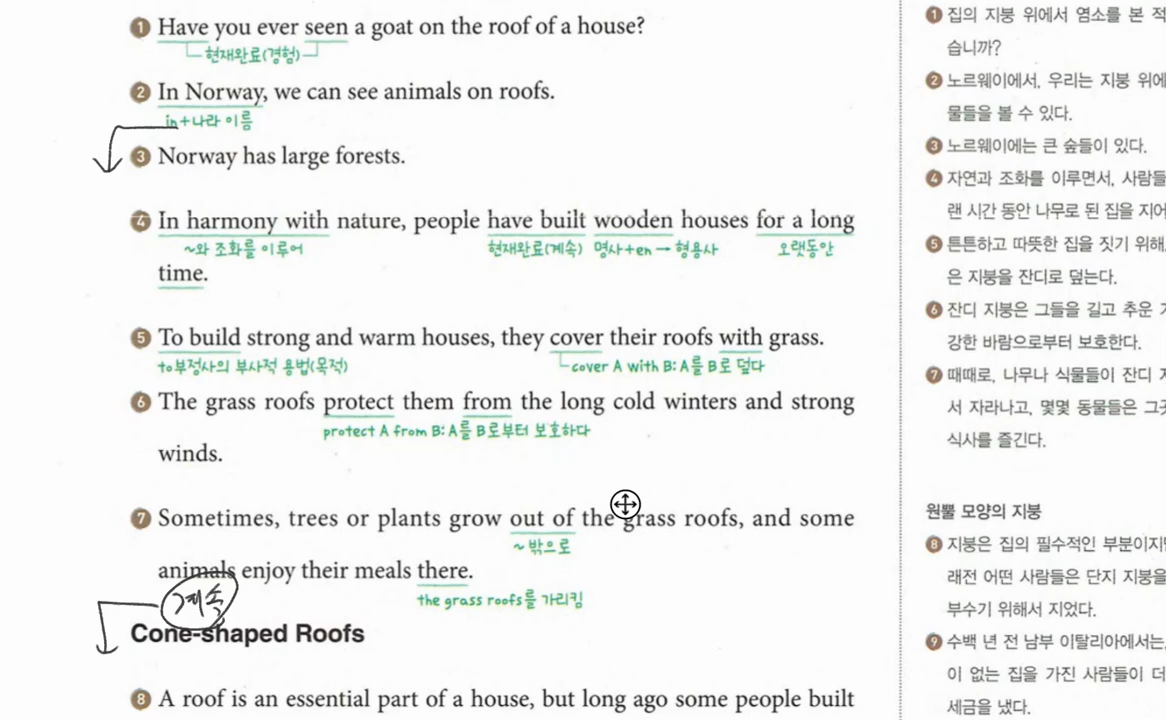 ① Have you ever seen a goat on the roof of a house?
현재완료(경험)
② In Norway, we can see animals on roofs.
in+나라 이름
③ Norway has large forests.
④ In harmony with nature, people have built wooden houses for a long
~와 조화를 이루어 현재완료(계속) 명사+en → 형용사 오랫동안
time.
⑤ To build strong and warm houses, they cover their roofs with grass.
to부정사의 부사적 용법(목적) cover A with B: A를 B로 덮다
⑥ The grass roofs protect them from the long cold winters and strong
protect A from B: A를 B로부터 보호하다
winds.
⑦ Sometimes, trees or plants grow out of the grass roofs, and some
~ 밖으로
animals enjoy their meals there.
the grass roofs를 가리킴
계속
Cone-shaped Roofs
⑧ A roof is an essential part of a house, but long ago some people built
① 집의 지붕 위에서 염소를 본 적
습니까?
② 노르웨이에서, 우리는 지붕 위에
물들을 볼 수 있다.
③ 노르웨이에는 큰 숲들이 있다.
④ 자연과 조화를 이루면서, 사람들
랜 시간 동안 나무로 된 집을 지어
⑤ 튼튼하고 따뜻한 집을 짓기 위해
은 지붕을 잔디로 덮는다.
⑥ 잔디 지붕은 그들을 길고 추운
강한 바람으로부터 보호한다.
⑦ 때때로, 나무나 식물들이 잔디
서 자라나고, 몇몇 동물들은 그곳
식사를 즐긴다.
원뿔 모양의 지붕
⑧ 지붕은 집의 필수적인 부분이지만
래전 어떤 사람들은 단지 지붕을
부수기 위해서 지었다.
⑨ 수백 년 전 남부 이탈리아에서는,
이 없는 집을 가진 사람들이 더
세금을 냈다.